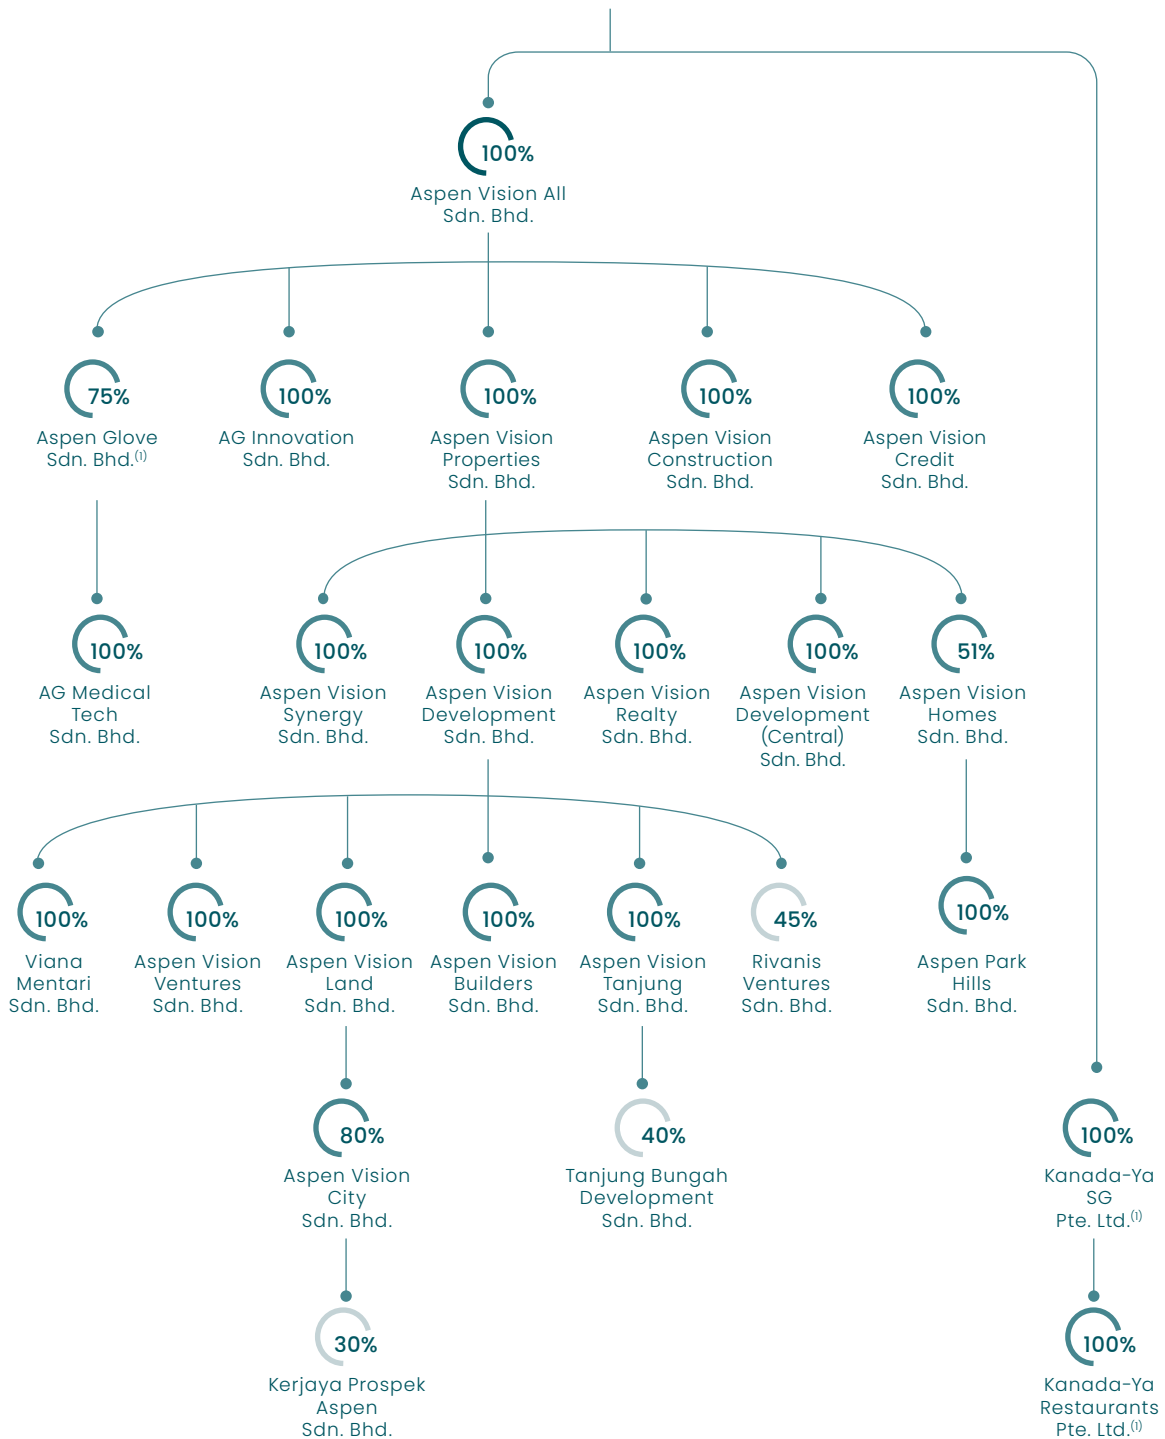 100%
Aspen Vision All
Sdn. Bhd.
75%
Aspen Glove
Sdn. Bhd.(1)
100%
AG Innovation
Sdn. Bhd.
100%
Aspen Vision
Properties
Sdn. Bhd.
100%
Aspen Vision
Construction
Sdn. Bhd.
100%
Aspen Vision
Credit
Sdn. Bhd.
100%
AG Medical
Tech
Sdn. Bhd.
100%
Aspen Vision
Synergy
Sdn. Bhd.
100%
Aspen Vision
Development
Sdn. Bhd.
100%
Aspen Vision
Realty
Sdn. Bhd.
100%
Aspen Vision
Development
(Central)
Sdn. Bhd.
51%
Aspen Vision
Homes
Sdn. Bhd.
100%
Viana
Mentari
Sdn. Bhd.
100%
Aspen Vision
Ventures
Sdn. Bhd.
100%
Aspen Vision
Land
Sdn. Bhd.
100%
Aspen Vision
Builders
Sdn. Bhd.
100%
Aspen Vision
Tanjung
Sdn. Bhd.
45%
Rivanis
Ventures
Sdn. Bhd.
100%
Aspen Park
Hills
Sdn. Bhd.
80%
Aspen Vision
City
Sdn. Bhd.
40%
Tanjung Bungah
Development
Sdn. Bhd.
100%
Kanada-Ya
SG
Pte. Ltd.(1)
30%
Kerjaya Prospek
Aspen
Sdn. Bhd.
100%
Kanada-Ya
Restaurants
Pte. Ltd.(1)